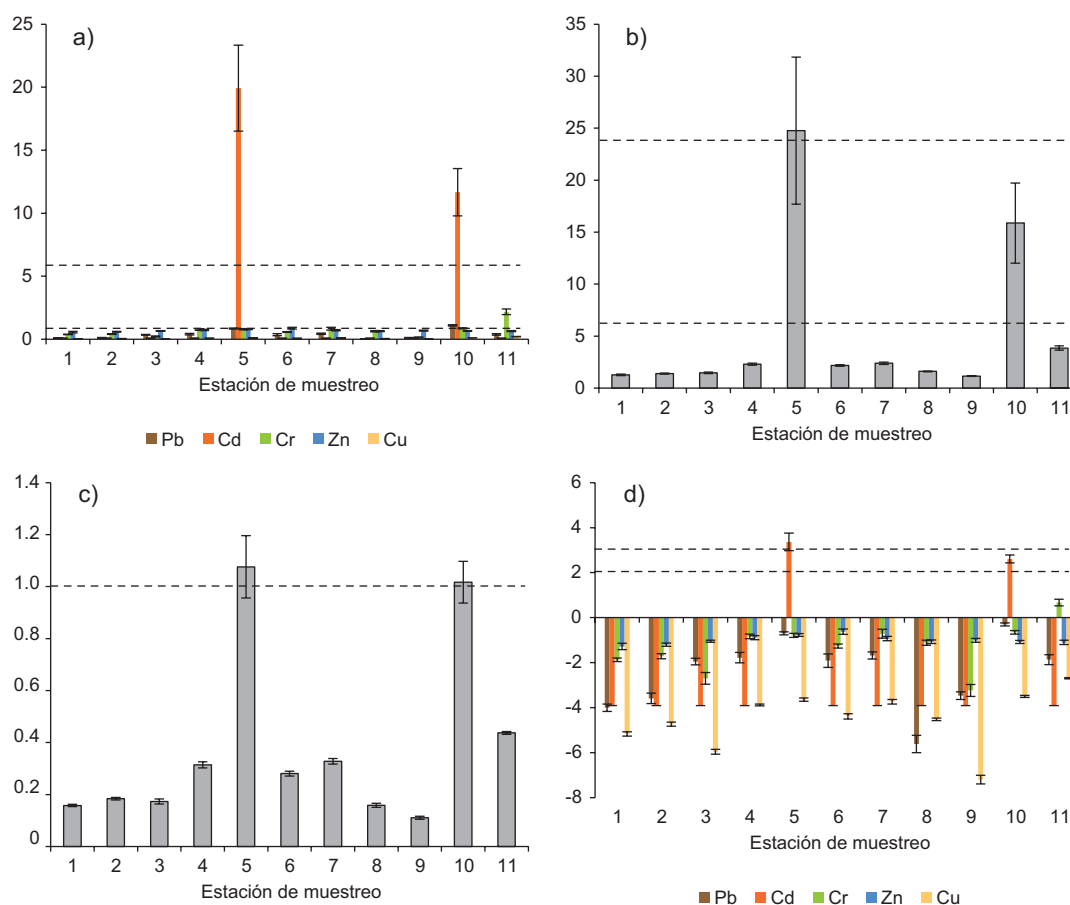 a)
25
20
15
10
5
0
1 2 3 4 5 6 7 8 9 10 11
Estación de muestreo
Pb Cd Cr Zn Cu
b)
35
30
25
20
15
10
5
0
1 2 3 4 5 6 7 8 9 10 11
Estación de muestreo
c)
1.4
1.2
1.0
0.8
0.6
0.4
0.2
0
1 2 3 4 5 6 7 8 9 10 11
Estación de muestreo
d)
6
4
2
0
-2
-4
-6
-8
1 2 3 4 5 6 7 8 9 10 11
Estación de muestreo
Pb Cd Cr Zn Cu